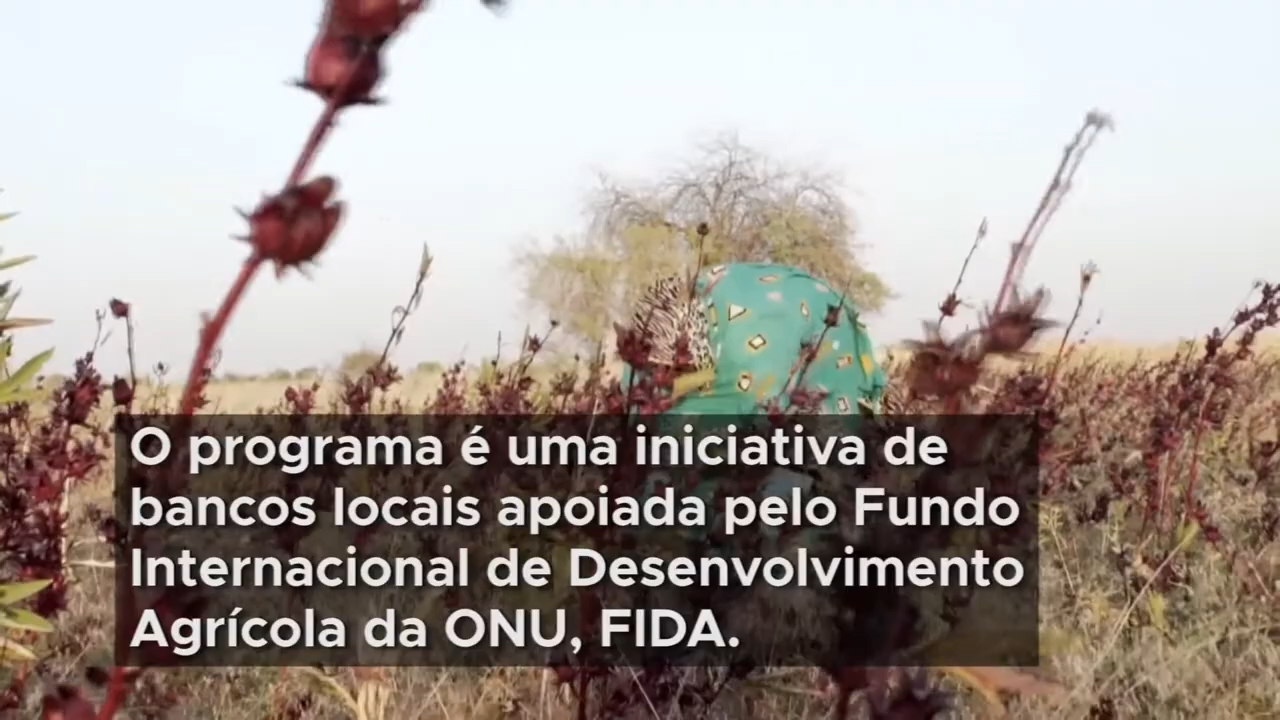 O programa é uma iniciativa de
bancos locais apoiada pelo Fundo
Internacional de Desenvolvimento
Agrícola da ONU, FIDA.